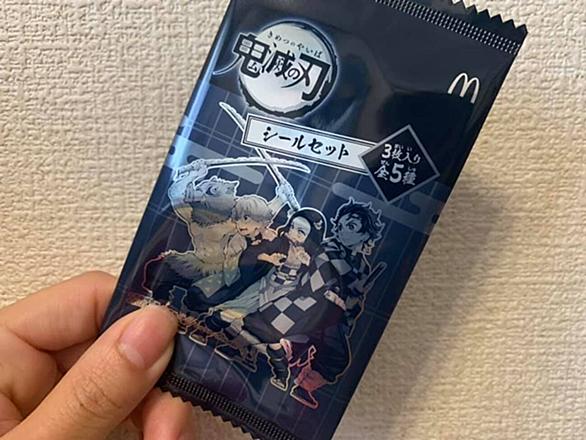 きめつのやいば
鬼滅の刃
シールセット
3枚入り
全5種